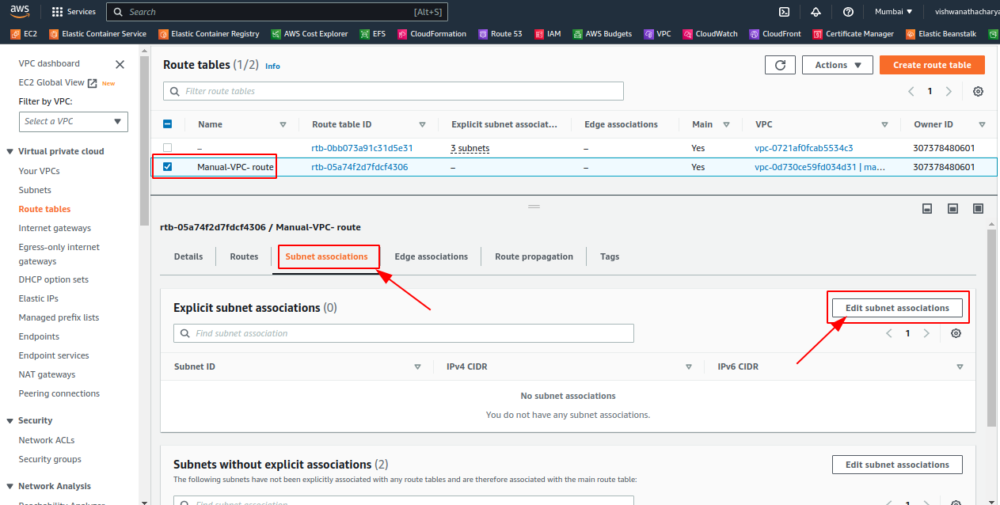 aws
Services
Search
[Alt+S]
Mumbai
vishwanathacharya
EC2
Elastic Container Service
Elastic Container Registry
AWS Cost Explorer
EFS
CloudFormation
Route 53
IAM
AWS Budgets
VPC
CloudWatch
CloudFront
Certificate Manager
Elastic Beanstalk
VPC dashboard
EC2 Global View New
Filter by VPC:
Select a VPC
Virtual private cloud
Your VPCs
Subnets
Route tables
Internet gateways
Egress-only internet
gateways
DHCP option sets
Elastic IPs
Managed prefix lists
Endpoints
Endpoint services
NAT gateways
Peering connections
Security
Network ACLs
Security groups
Network Analysis
Reachability Analyzer
Route tables (1/2) Info
Actions
Create route table
Filter route tables
1
Name Route table ID Explicit subnet associat... Edge associations Main VPC Owner ID
– rtb-0bb073a91c31d5e31 3 subnets – Yes vpc-0721af0fcab5534c3 307378480601
Manual-VPC- route rtb-05a74f2d7fdcf4306 – – Yes vpc-0d730ce59fd034d31 | ma... 307378480601
rtb-05a74f2d7fdcf4306 / Manual-VPC- route
Details Routes Subnet associations Edge associations Route propagation Tags
Explicit subnet associations (0)
Edit subnet associations
Find subnet association
1
Subnet ID IPv4 CIDR IPv6 CIDR
No subnet associations
You do not have any subnet associations.
Subnets without explicit associations (2)
Edit subnet associations
The following subnets have not been explicitly associated with any route tables and are therefore associated with the main route table:
Find subnet association
1